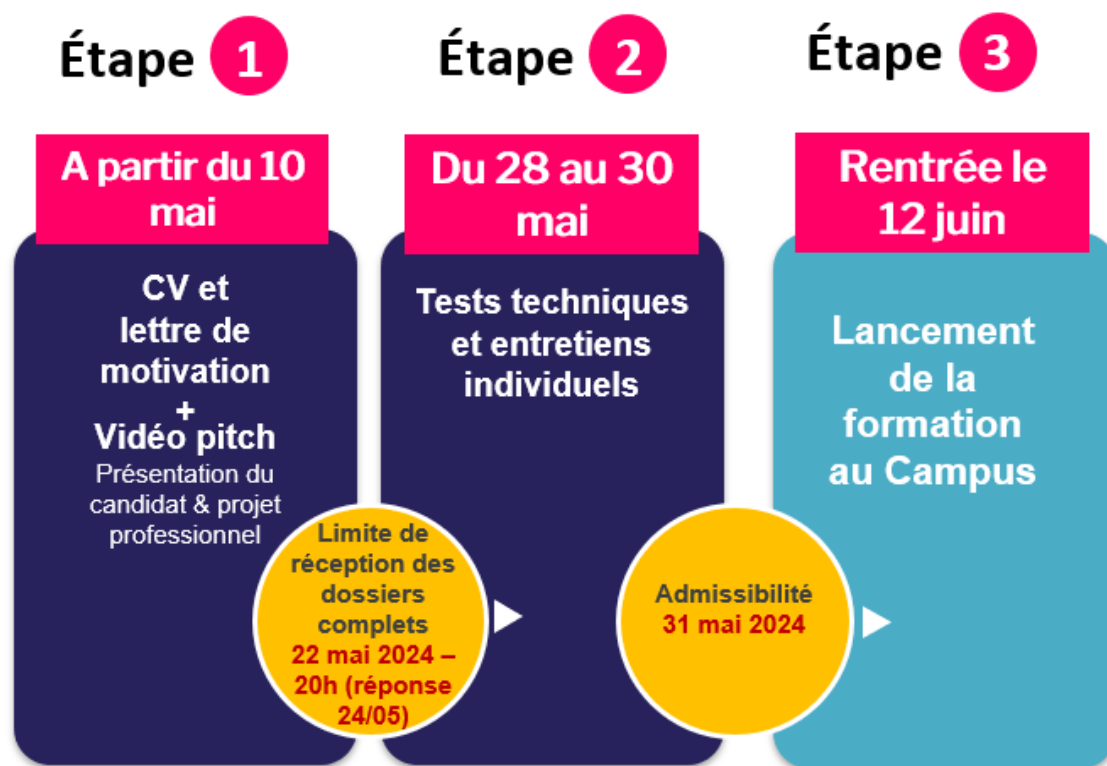 Étape 1
A partir du 10
mai
CV et
lettre de
motivation
+
Vidéo pitch
Présentation du
candidat & projet
professionnel
Limite de
réception des
dossiers
complets
22 mai 2024 –
20h (réponse
24/05)
Étape 2
Du 28 au 30
mai
Tests techniques
et entretiens
individuels
Admissibilité
31 mai 2024
Étape 3
Rentrée le
12 juin
Lancement
de la
formation
au Campus